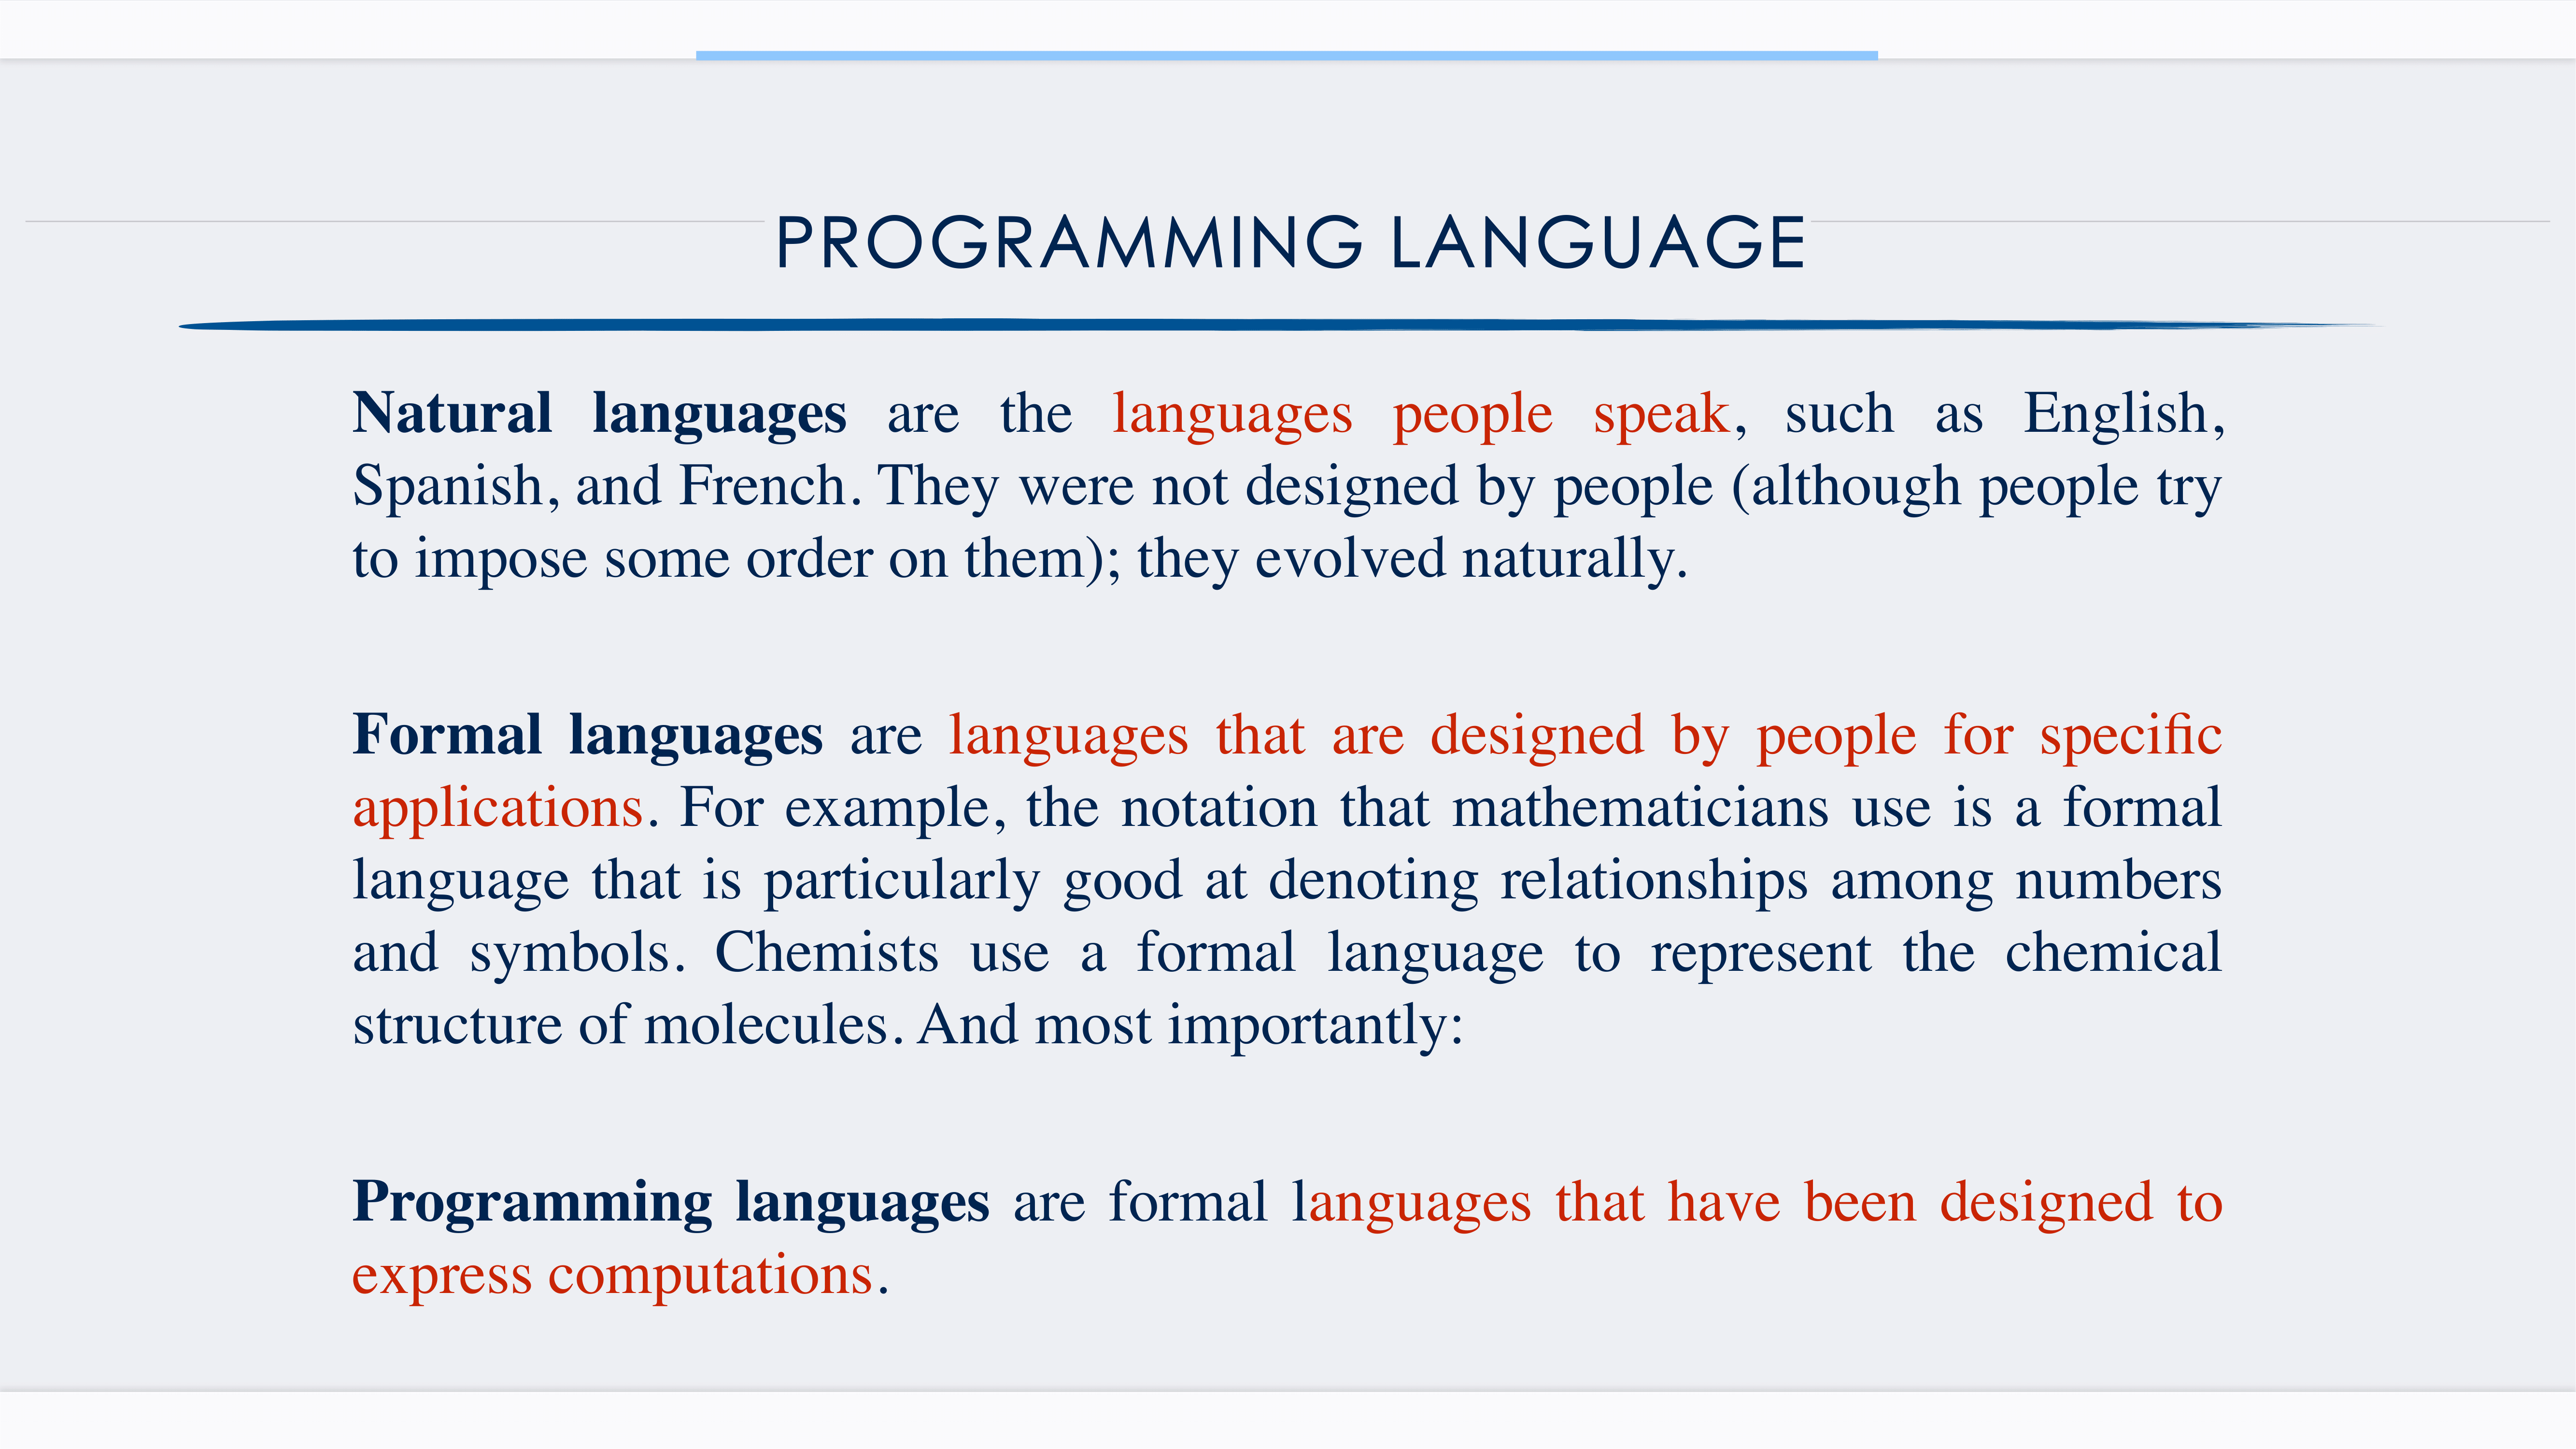 PROGRAMMING LANGUAGE
Natural languages are the languages people speak, such as English,
Spanish, and French. They were not designed by people (although people try
to impose some order on them); they evolved naturally.
Formal languages are languages that are designed by people for specific
applications. For example, the notation that mathematicians use is a formal
language that is particularly good at denoting relationships among numbers
and symbols. Chemists use a formal language to represent the chemical
structure of molecules. And most importantly:
Programming languages are formal languages that have been designed to
express computations.